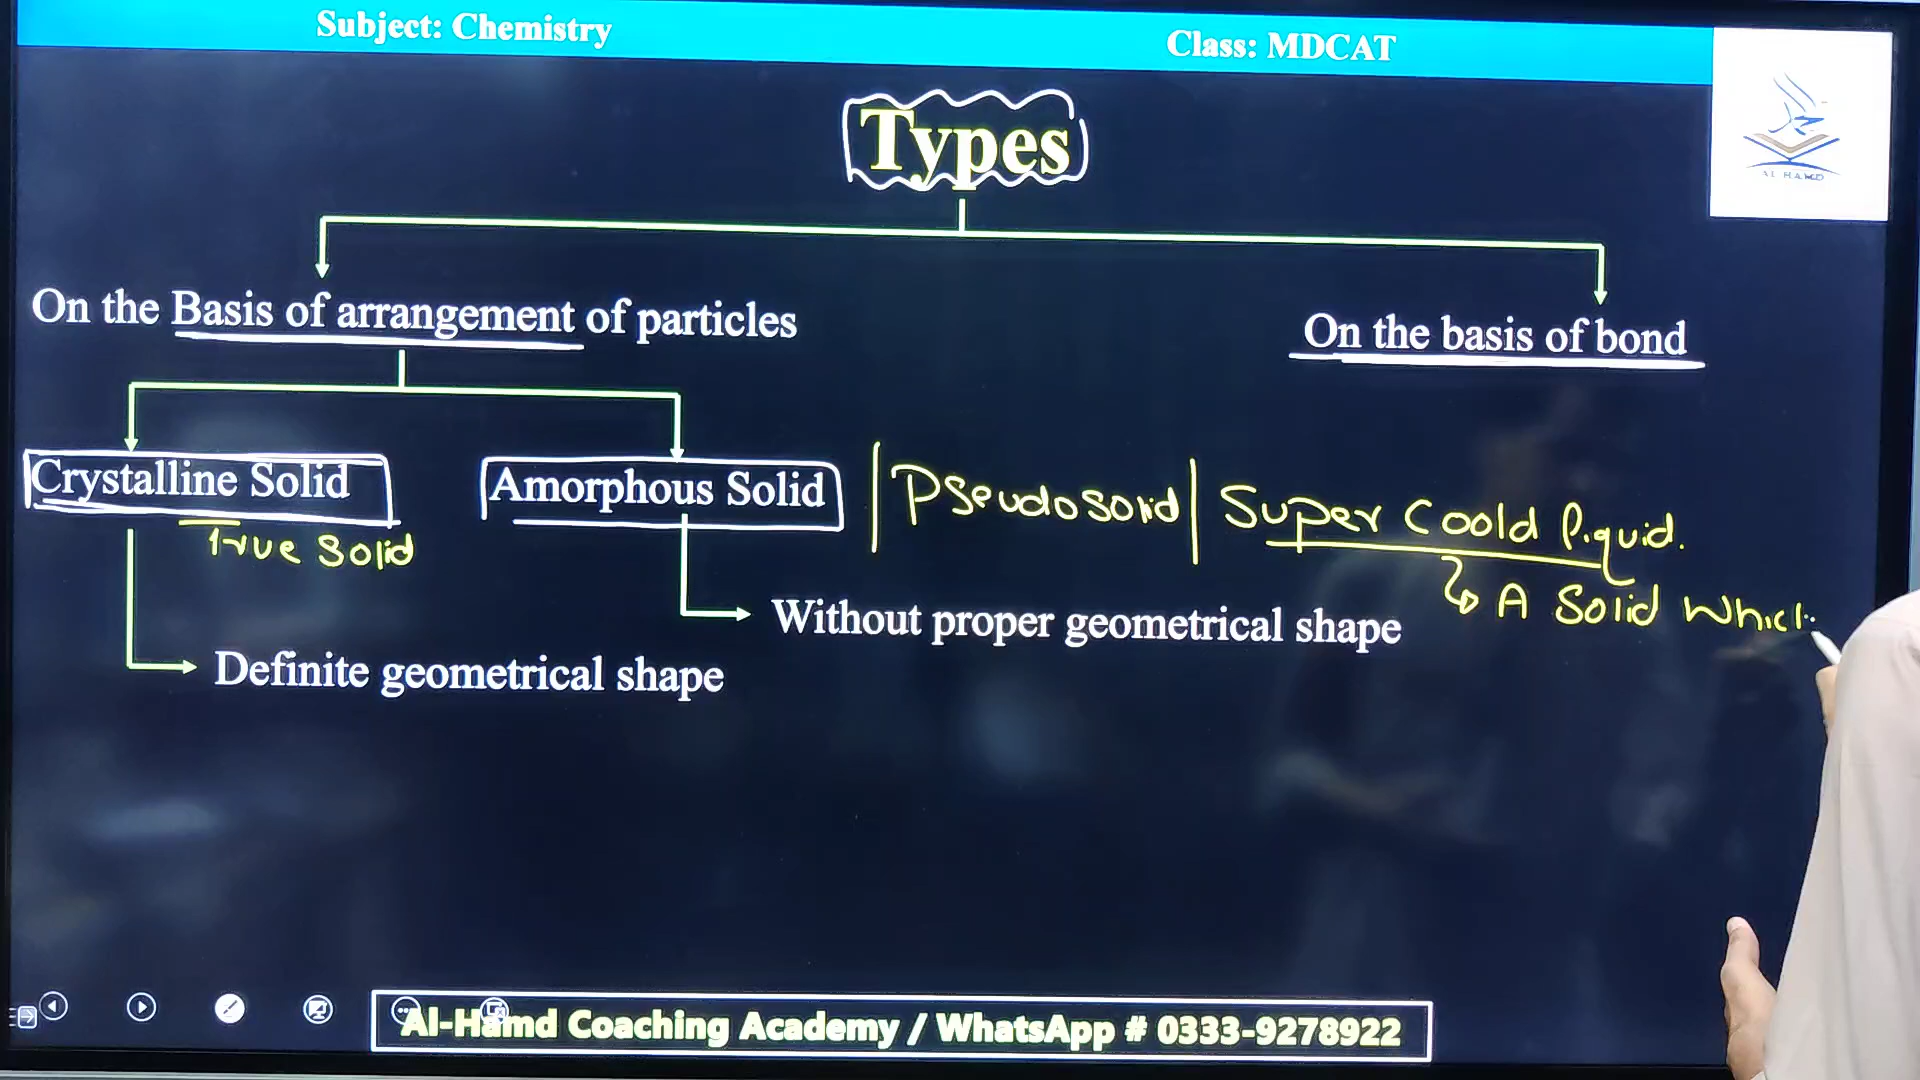 Subject: Chemistry
Class: MDCAT
AL HAMD
Types
On the Basis of arrangement of particles
On the basis of bond
Crystalline Solid
Amorphous Solid | Pseudosolid | Super Coold Liquid.
True Solid
A Solid Which
Without proper geometrical shape
Definite geometrical shape
Al-Hamd Coaching Academy / WhatsApp # 0333-9278922